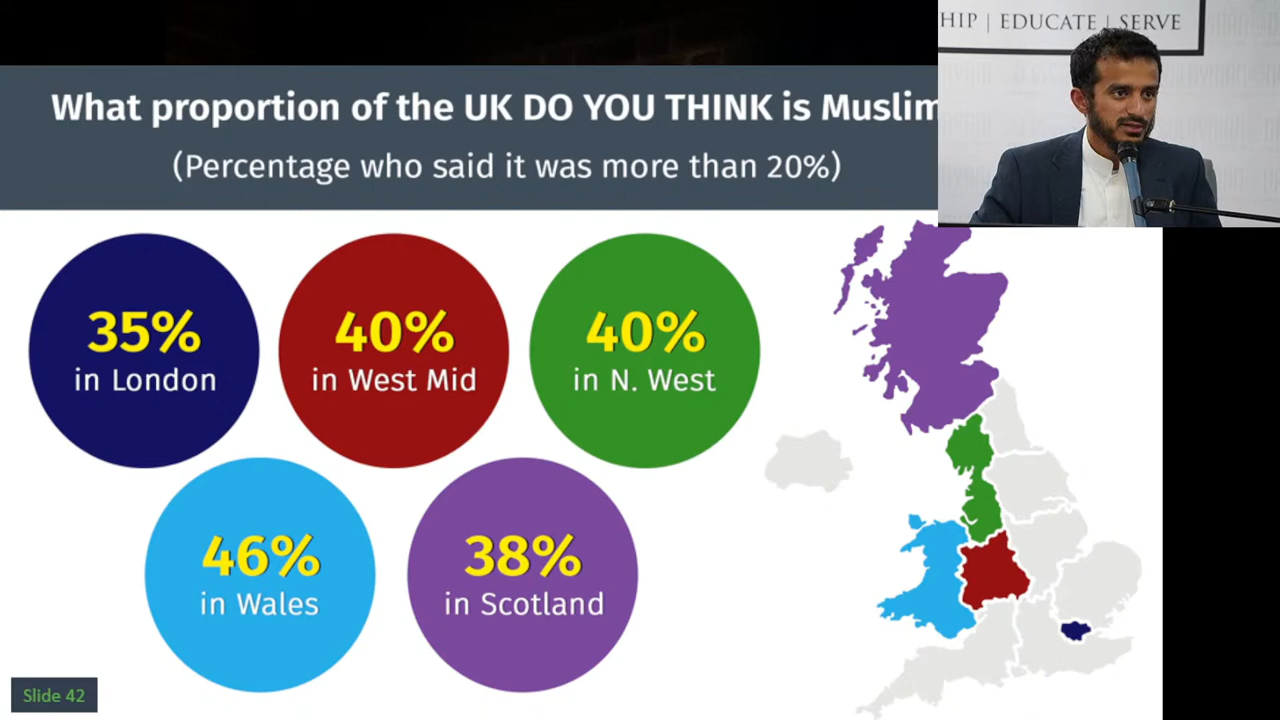 HIP | EDUCATE | SERVE
What proportion of the UK DO YOU THINK is Muslim
(Percentage who said it was more than 20%)
35%
in London
40%
in West Mid
40%
in N. West
46%
in Wales
38%
in Scotland
Slide 42